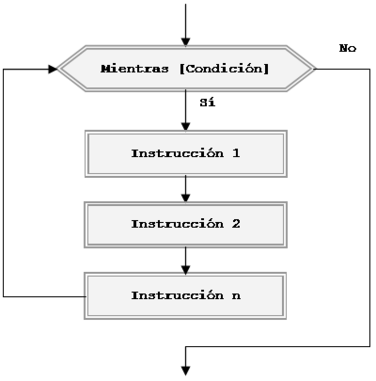 No
Mientras [Condición]
Sí
Instrucción 1
Instrucción 2
Instrucción n